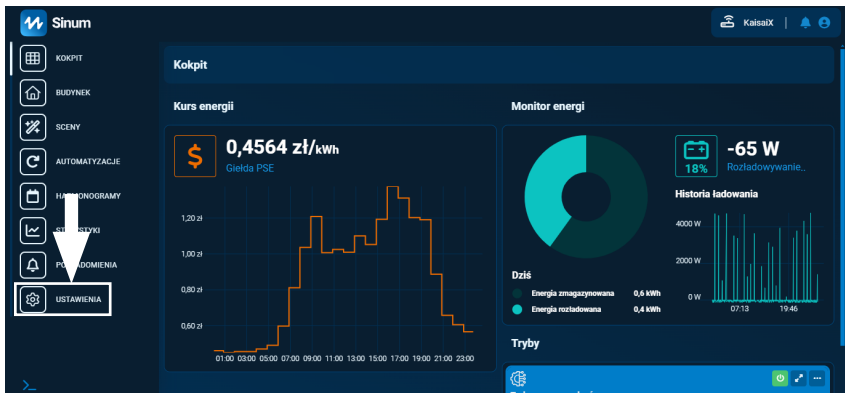 Sinum
KaisaiX
KOKPIT
BUDYNEK
SCENY
AUTOMATYZACJE
STATYSTYKI
USTAWIENIA
>_
Kokpit
Kurs energii
0,4564 zł/kWh
Giełda PSE
1,20 zł
1,00 zł
0,80 zł
0,60 zł
01:00 03:00 05:00 07:00 09:00 11:00 13:00 15:00 17:00 19:00 21:00 23:00
Monitor energi
18%
-65 W
Rozładowywanie...
Historia ładowania
4000 W
2000 W
0 W
07:13 19:46
Dziś
Energia zmagazynowana 0,6 kWh
Energia rozładowana 0,4 kWh
Tryby